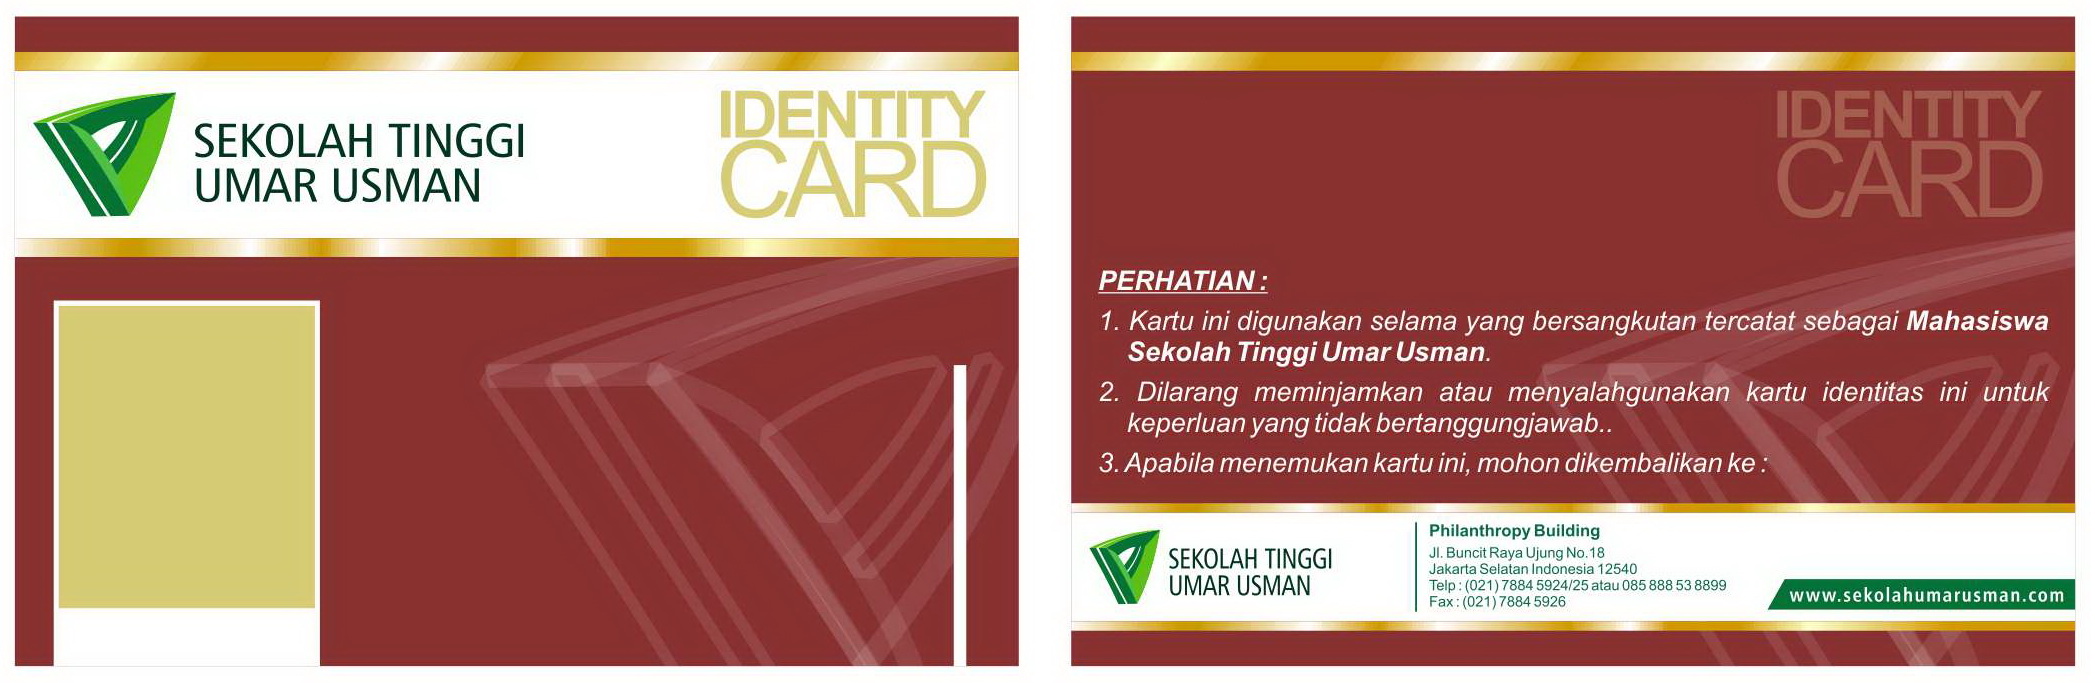 SEKOLAH TINGGI
UMAR USMAN
IDENTITY
CARD
IDENTITY
CARD
PERHATIAN :
1. Kartu ini digunakan selama yang bersangkutan tercatat sebagai Mahasiswa
Sekolah Tinggi Umar Usman.
2. Dilarang meminjamkan atau menyalahgunakan kartu identitas ini untuk
keperluan yang tidak bertanggungjawab..
3. Apabila menemukan kartu ini, mohon dikembalikan ke :
SEKOLAH TINGGI
UMAR USMAN
Philanthropy Building
Jl. Buncit Raya Ujung No.18
Jakarta Selatan Indonesia 12540
Telp : (021) 7884 5924/25 atau 085 888 53 8899
Fax : (021) 7884 5926
www.sekolahumarusman.com